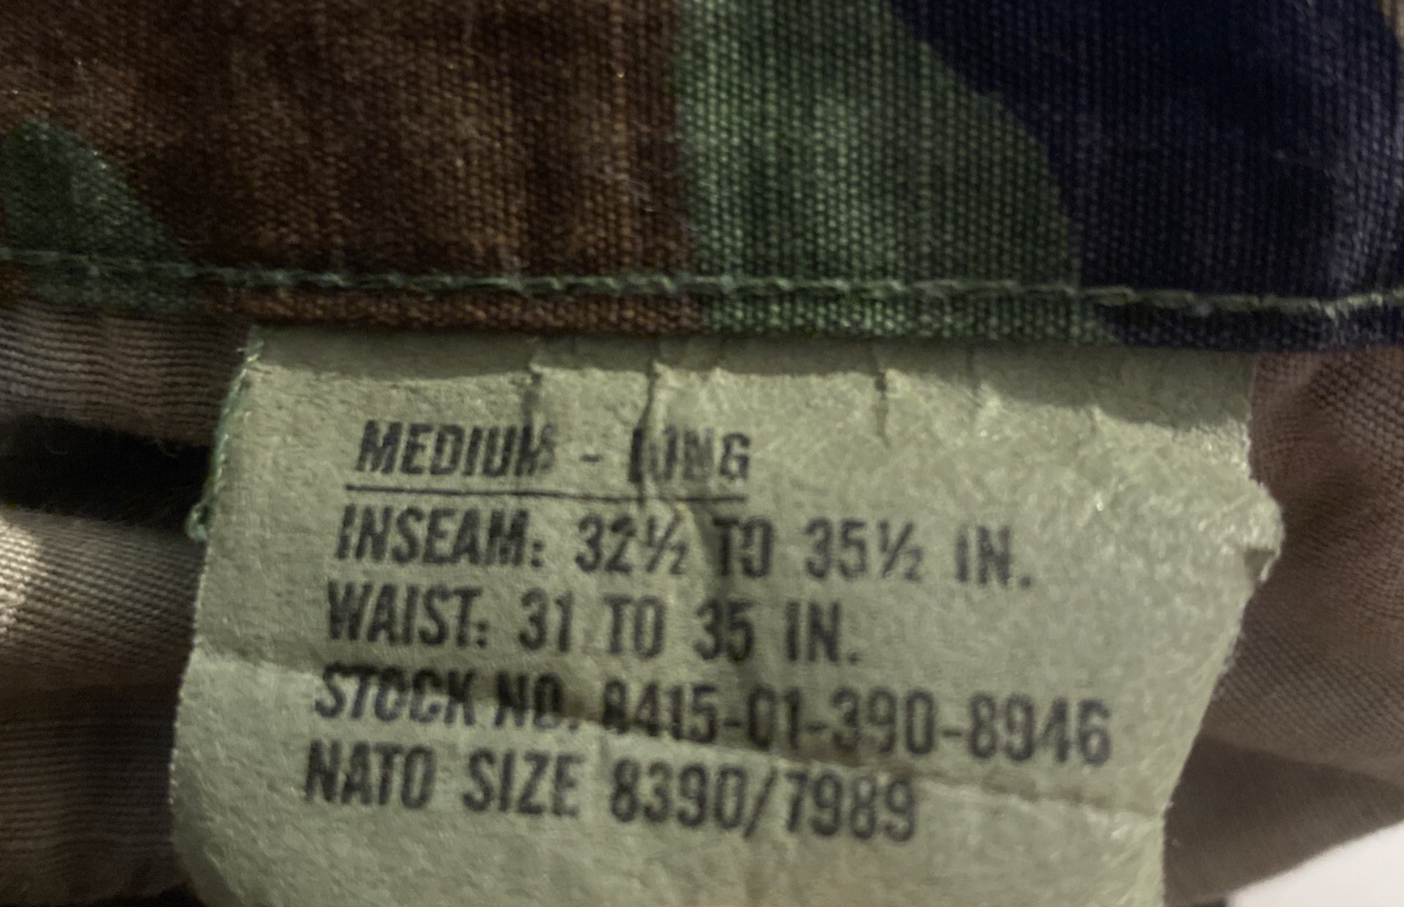 MEDIUM - LONG
INSEAM: 32½ TO 35½ IN.
WAIST: 31 TO 35 IN.
STOCK NO. 8415-01-390-8946
NATO SIZE 8390/7989